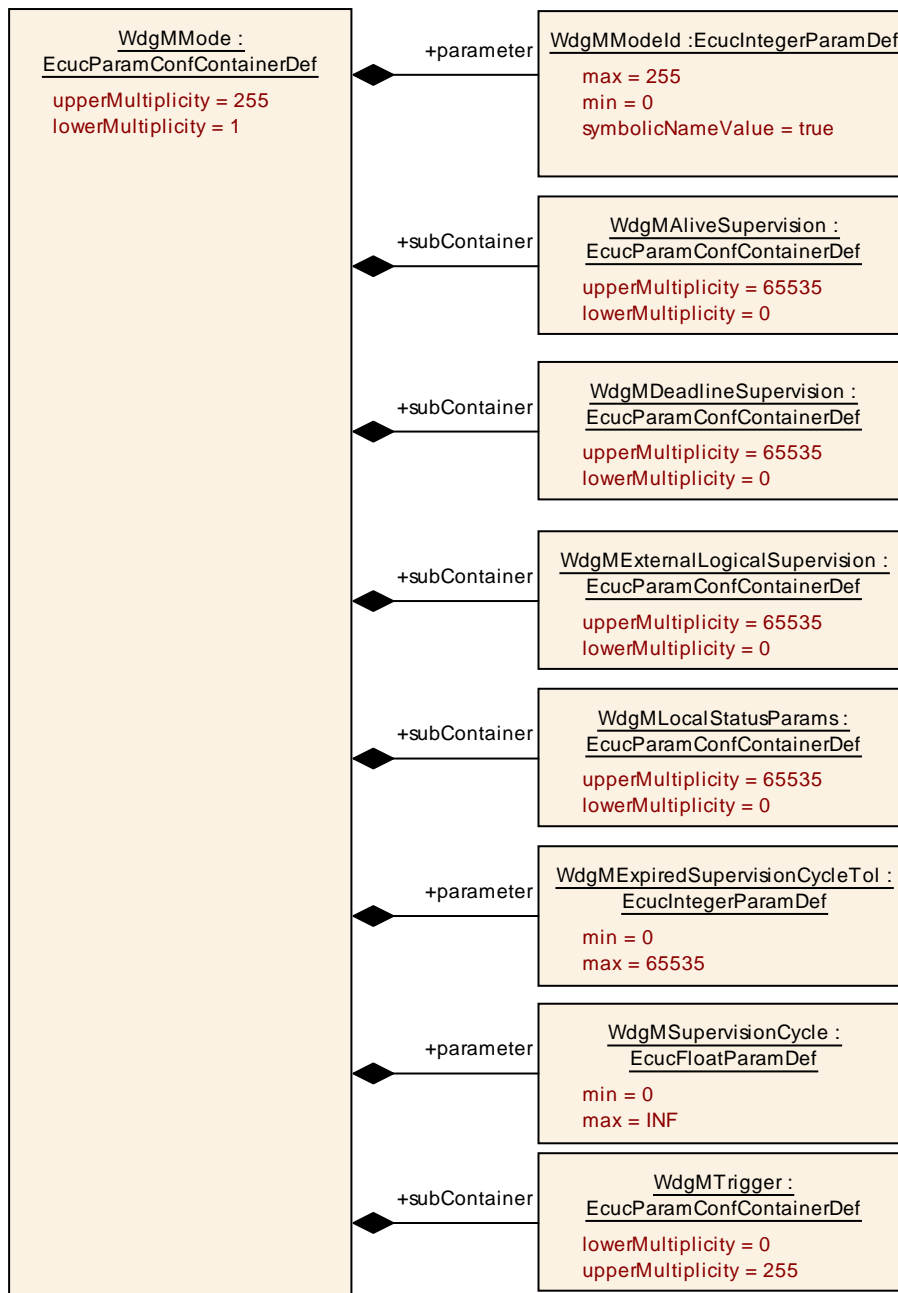 WdgMMode :
EcucParamConfContainerDef
upperMultiplicity = 255
lowerMultiplicity = 1
+parameter
WdgMModeId :EcucIntegerParamDef
max = 255
min = 0
symbolicNameValue = true
+subContainer
WdgMAliveSupervision :
EcucParamConfContainerDef
upperMultiplicity = 65535
lowerMultiplicity = 0
+subContainer
WdgMDeadlineSupervision :
EcucParamConfContainerDef
upperMultiplicity = 65535
lowerMultiplicity = 0
+subContainer
WdgMExternalLogicalSupervision :
EcucParamConfContainerDef
upperMultiplicity = 65535
lowerMultiplicity = 0
+subContainer
WdgMLocalStatusParams :
EcucParamConfContainerDef
upperMultiplicity = 65535
lowerMultiplicity = 0
+parameter
WdgMExpiredSupervisionCycleTol :
EcucIntegerParamDef
min = 0
max = 65535
+parameter
WdgMSupervisionCycle :
EcucFloatParamDef
min = 0
max = INF
+subContainer
WdgMTrigger :
EcucParamConfContainerDef
lowerMultiplicity = 0
upperMultiplicity = 255